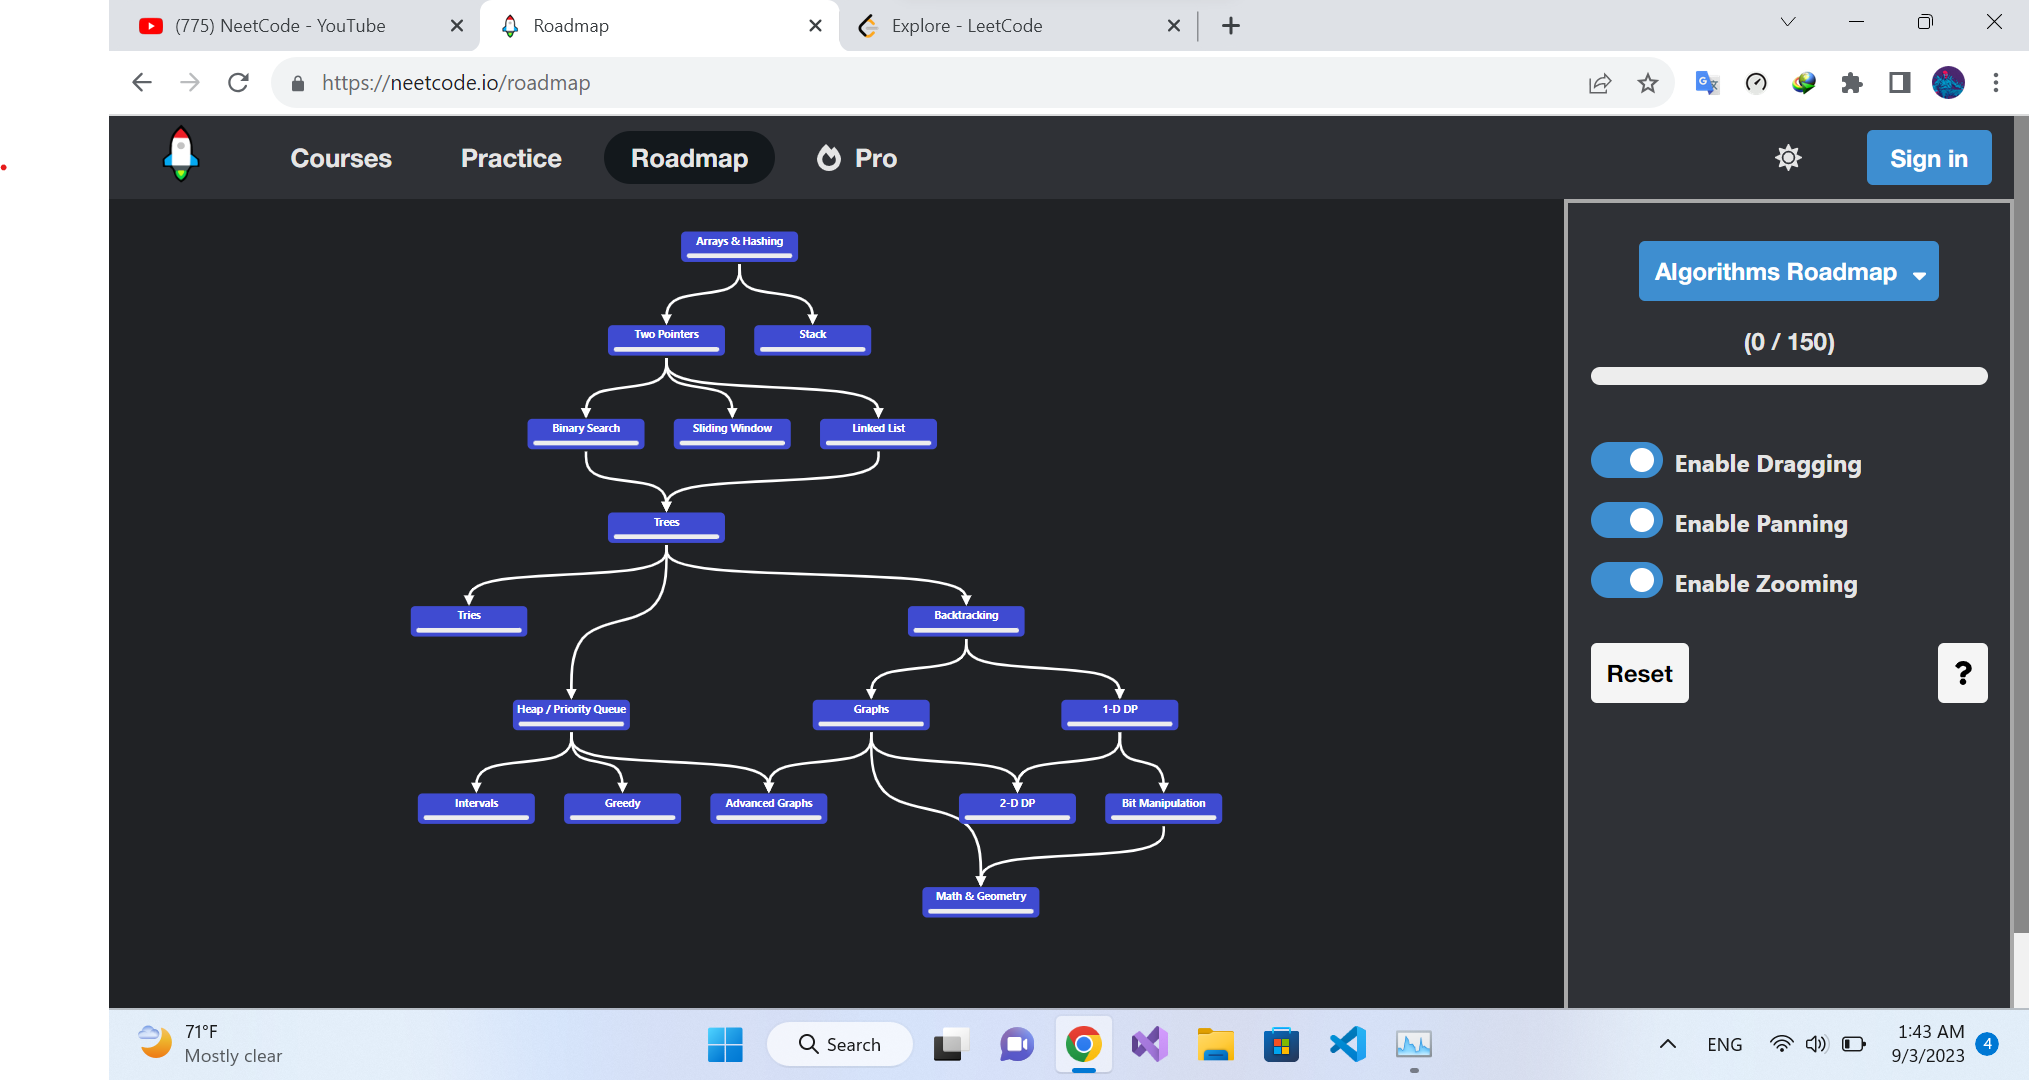 (775) NeetCode - YouTube
Roadmap
Explore - LeetCode
https://neetcode.io/roadmap
Courses
Practice
Roadmap
Pro
Sign in
Arrays & Hashing
Two Pointers
Stack
Binary Search
Sliding Window
Linked List
Trees
Tries
Backtracking
Heap / Priority Queue
Graphs
1-D DP
Intervals
Greedy
Advanced Graphs
2-D DP
Bit Manipulation
Math & Geometry
Algorithms Roadmap
(0 / 150)
Enable Dragging
Enable Panning
Enable Zooming
Reset
?
71°F
Mostly clear
Search
ENG
1:43 AM
9/3/2023
4